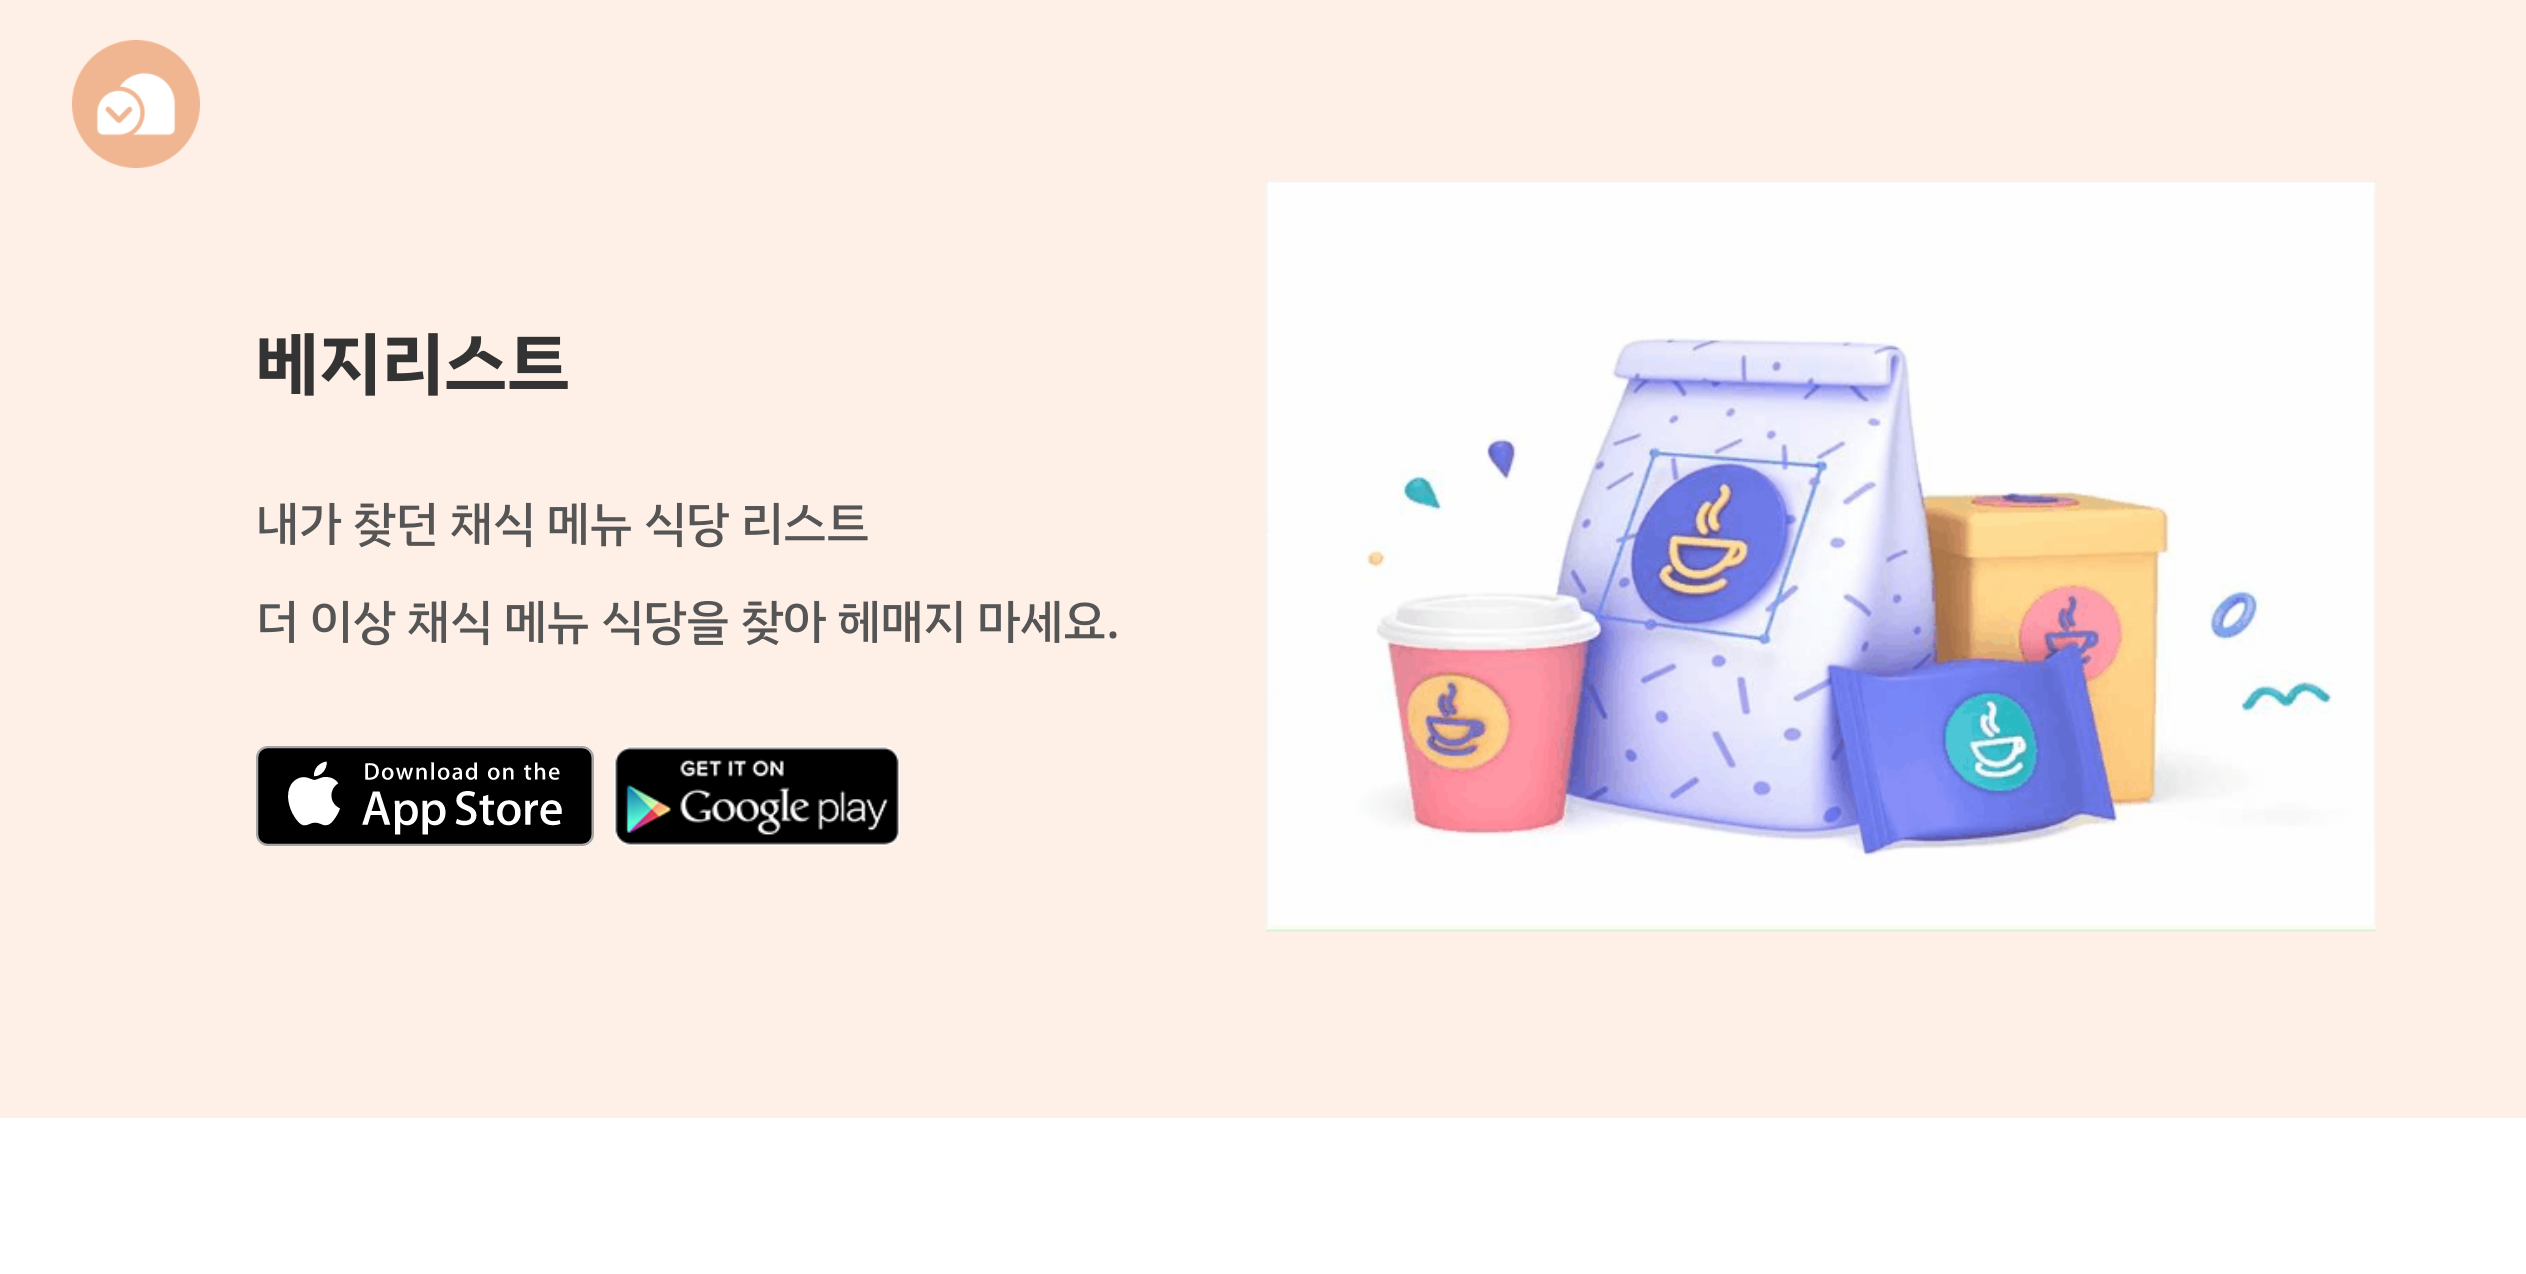 베지리스트
내가 찾던 채식 메뉴 식당 리스트
더 이상 채식 메뉴 식당을 찾아 헤매지 마세요.
Download on the
App Store
GET IT ON
Google play